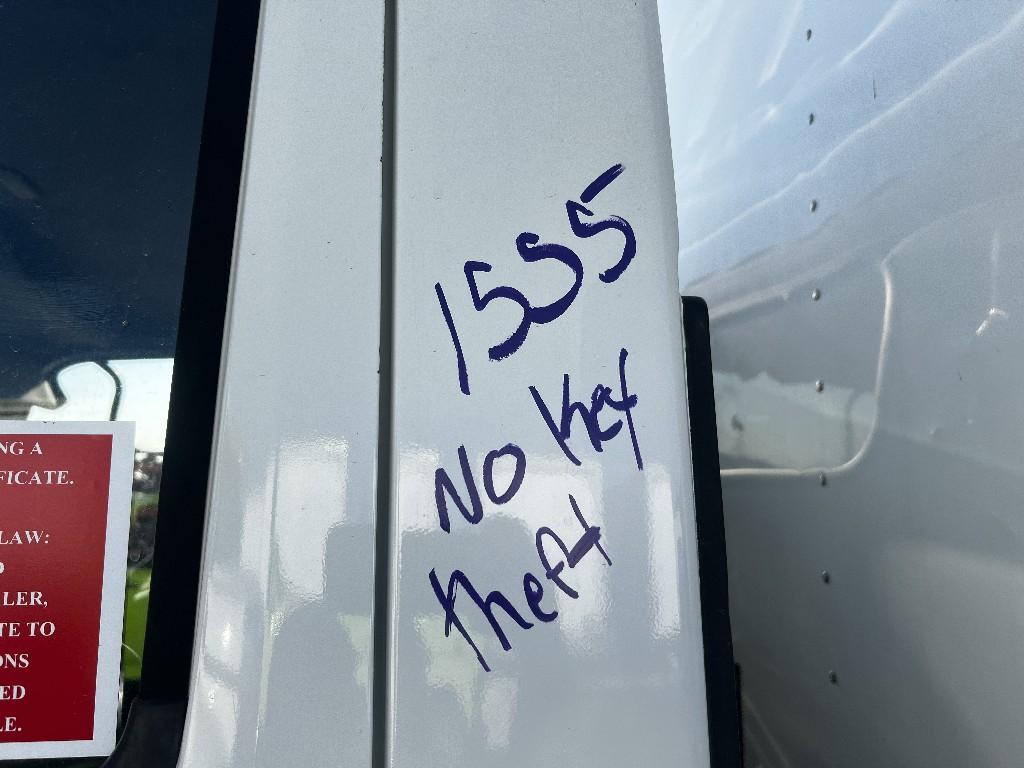 1555
No Key
theft
NG A
FICATE.
LAW:
LER,
TE TO
ONS
ED
LE.